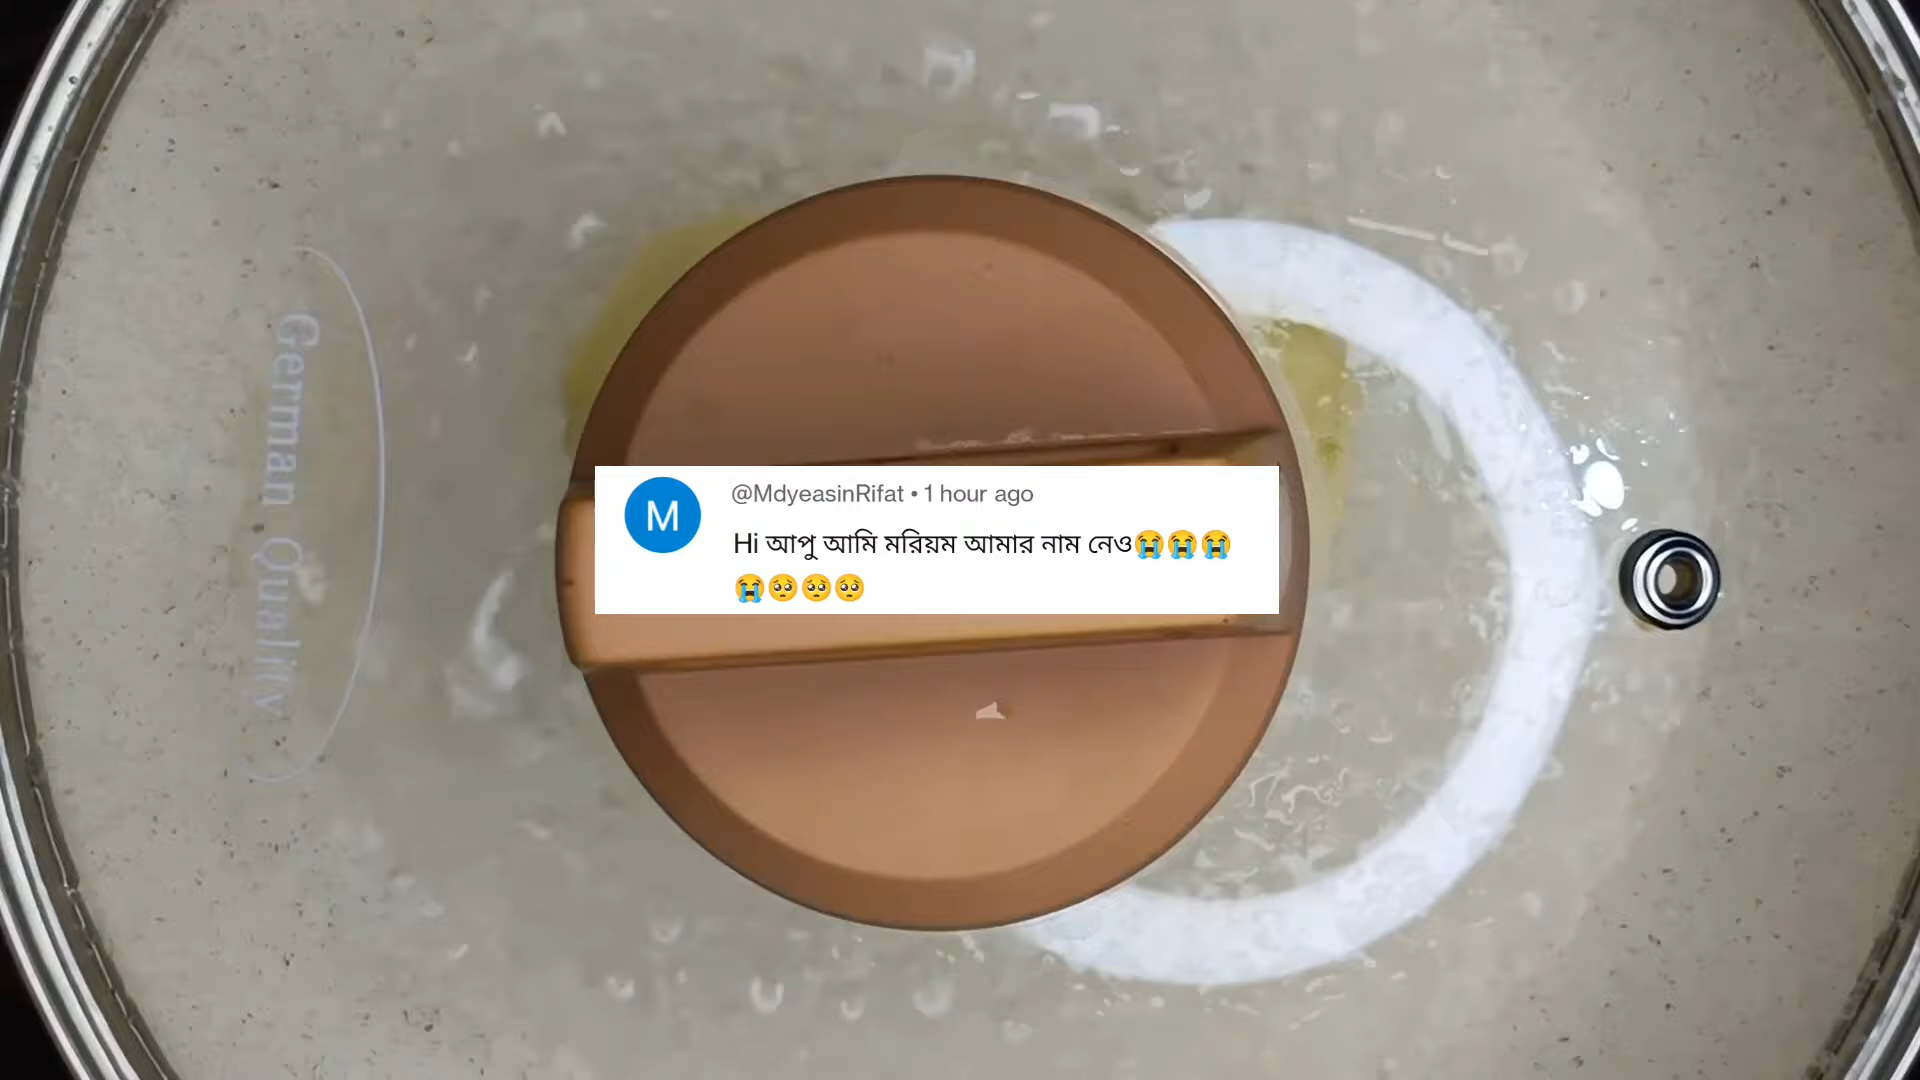 German Quality
@MdyeasinRifat • 1 hour ago
Hi আপু আমি মরিয়ম আমার নাম নেও😭😭😭
😭🥺🥺🥺